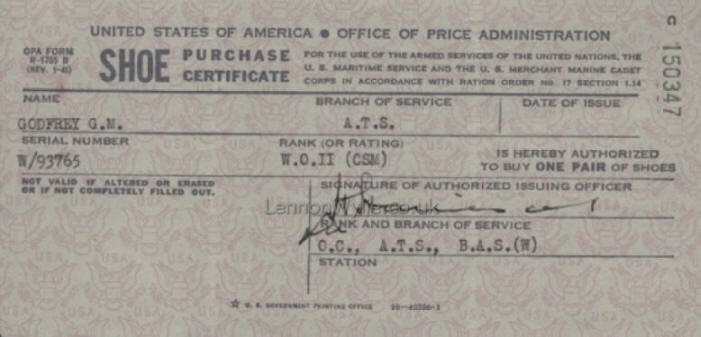 UNITED STATES OF AMERICA ● OFFICE OF PRICE ADMINISTRATION
C 150347
OPA FORM
R-1705 B
(REV. 1-45)
SHOE PURCHASE CERTIFICATE
FOR THE USE OF THE ARMED SERVICES OF THE UNITED NATIONS, THE
U. S. MARITIME SERVICE AND THE U. S. MERCHANT MARINE CADET
CORPS IN ACCORDANCE WITH RATION ORDER NO. 17 SECTION 1.14
NAME BRANCH OF SERVICE DATE OF ISSUE
GODFREY G.M. A.T.S.
SERIAL NUMBER RANK (OR RATING)
W/93765 W.O.II (CSM)
IS HEREBY AUTHORIZED
TO BUY ONE PAIR OF SHOES
NOT VALID IF ALTERED OR ERASED
OR IF NOT COMPLETELY FILLED OUT.
SIGNATURE OF AUTHORIZED ISSUING OFFICER
RANK AND BRANCH OF SERVICE
O.C., A.T.S., B.A.S.(W)
STATION
☆ U. S. GOVERNMENT PRINTING OFFICE